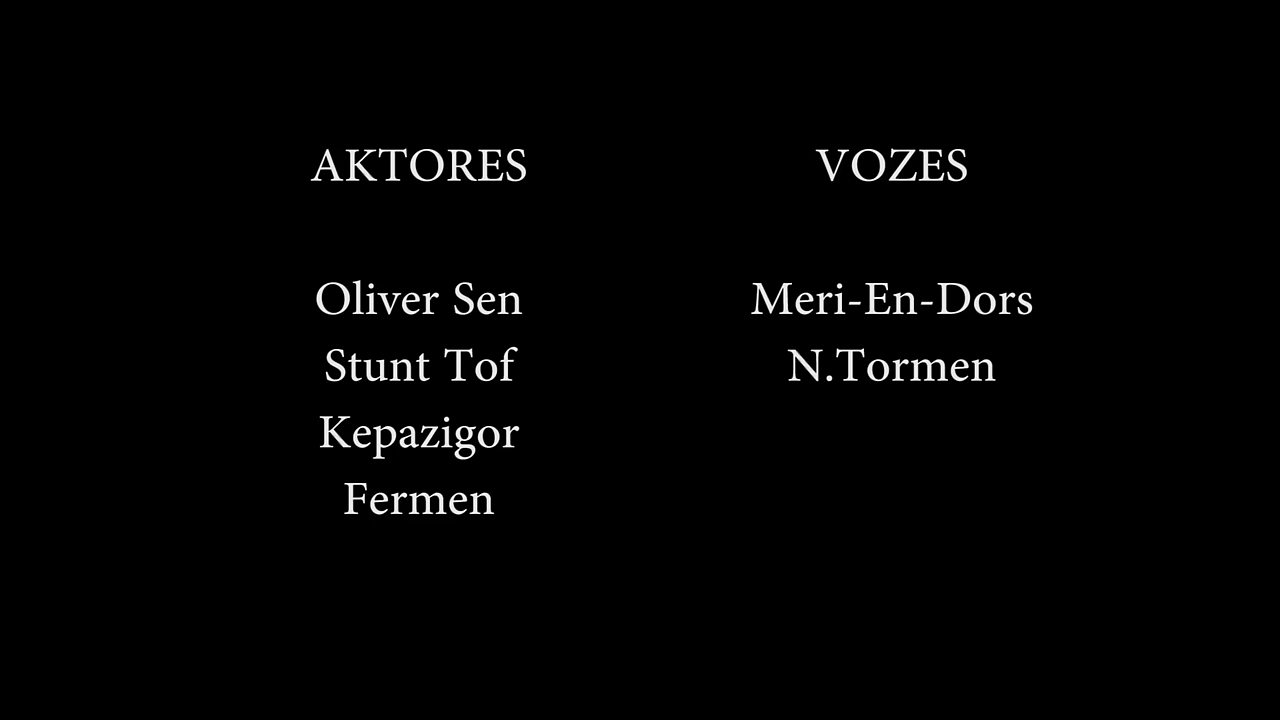 AKTORES
Oliver Sen
Stunt Tof
Kepazigor
Fermen
VOZES
Meri-En-Dors
N.Tormen